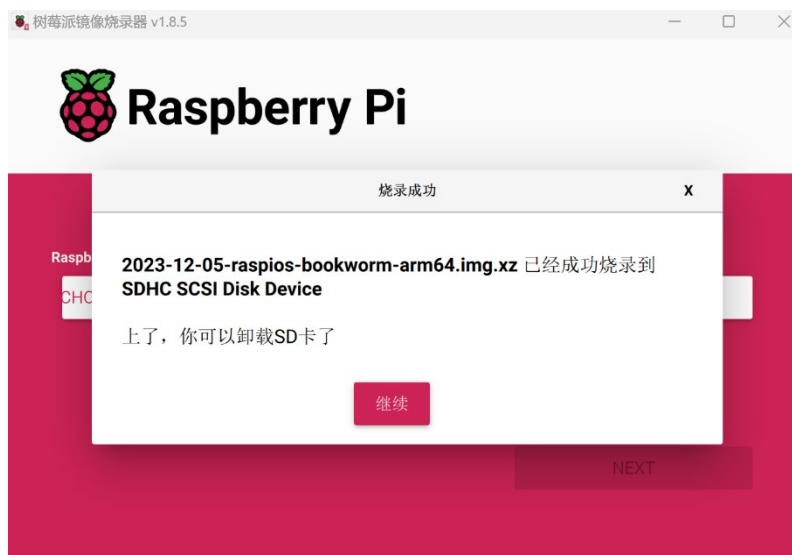 树莓派镜像烧录器 v1.8.5
Raspberry Pi
烧录成功
X
Raspb
CHO
2023-12-05-raspios-bookworm-arm64.img.xz 已经成功烧录到
SDHC SCSI Disk Device
上了，你可以卸载SD卡了
继续
NEXT